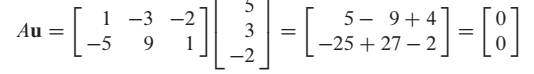 Au = [ 1 −3 −2 ; −5 9 1 ] [ 5 ; 3 ; −2 ] = [ 5 − 9 + 4 ; −25 + 27 − 2 ] = [ 0 ; 0 ]